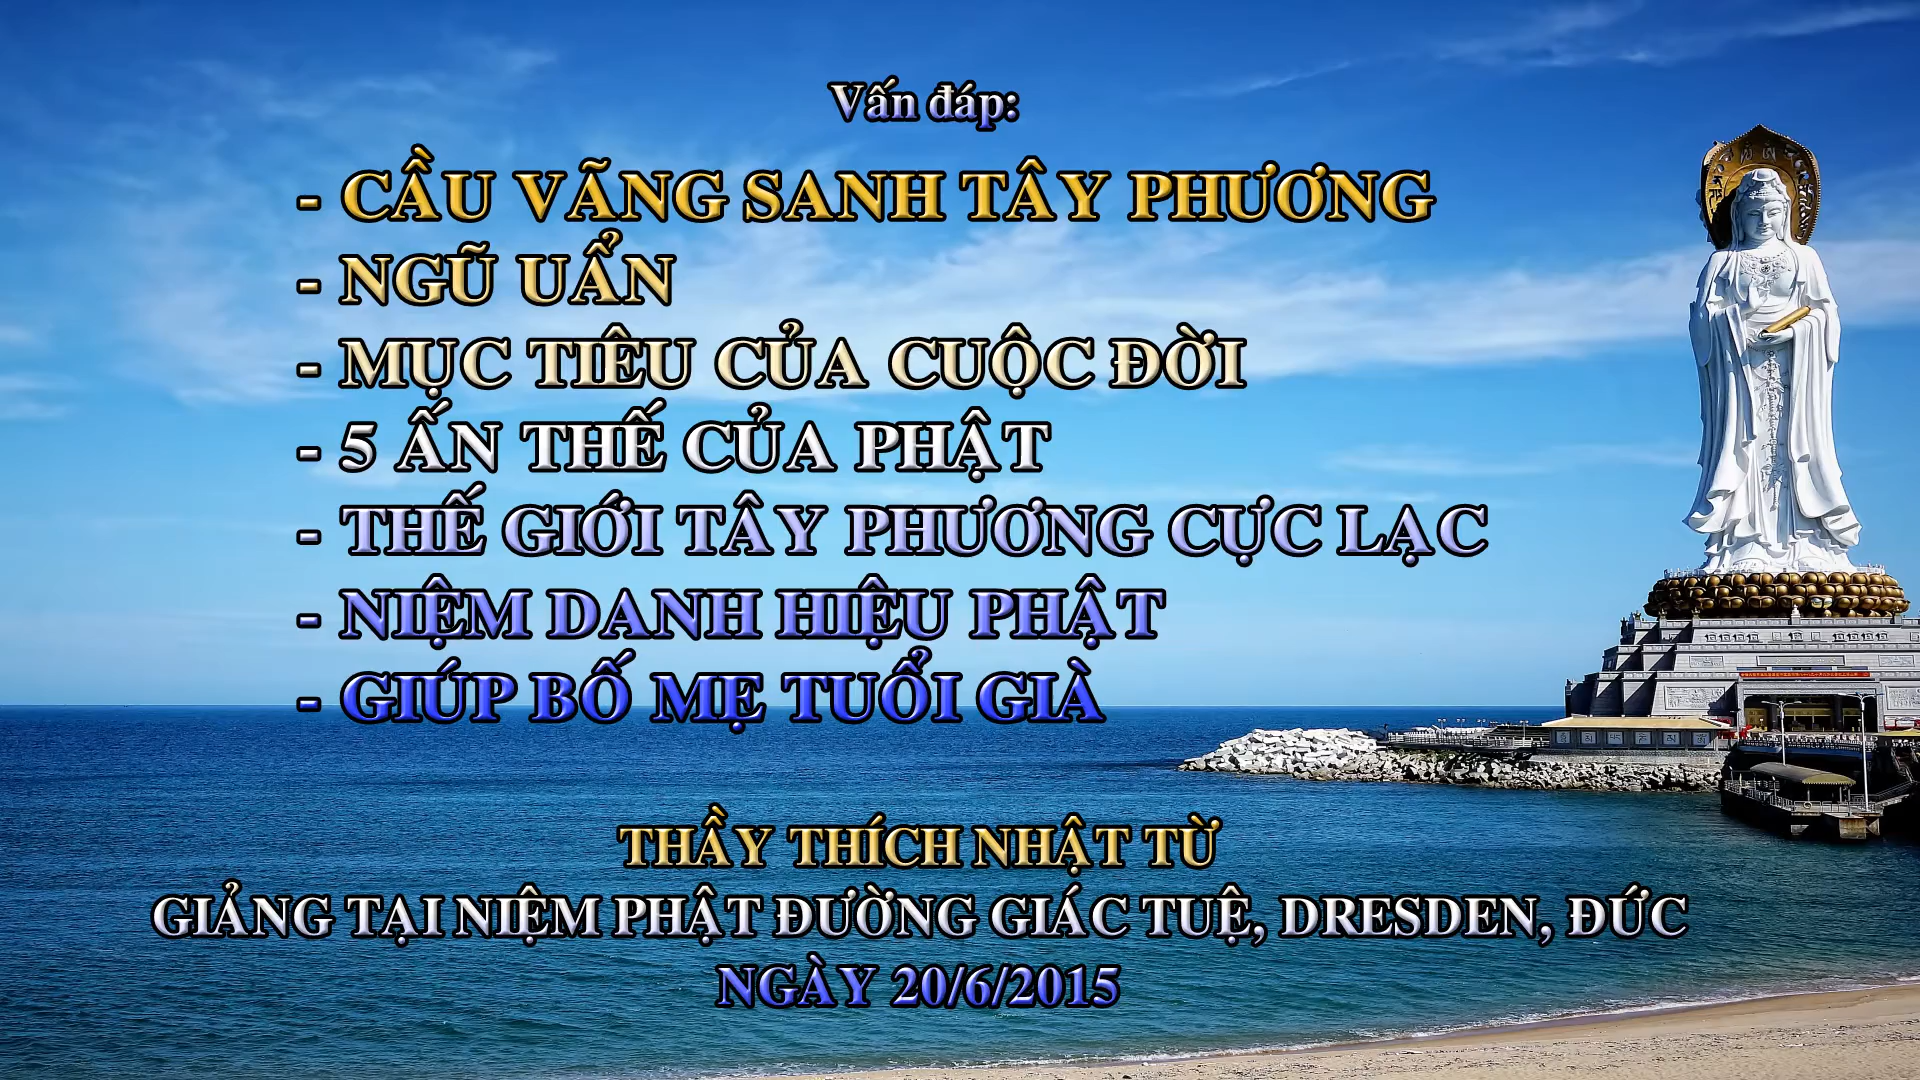 Vấn đáp:
- CẦU VÃNG SANH TÂY PHƯƠNG
- NGŨ UẨN
- MỤC TIÊU CỦA CUỘC ĐỜI
- 5 ẤN THẾ CỦA PHẬT
- THẾ GIỚI TÂY PHƯƠNG CỰC LẠC
- NIỆM DANH HIỆU PHẬT
- GIÚP BỐ MẸ TUỔI GIÀ
THẦY THÍCH NHẬT TỪ
GIẢNG TẠI NIỆM PHẬT ĐƯỜNG GIÁC TUỆ, DRESDEN, ĐỨC
NGÀY 20/6/2015